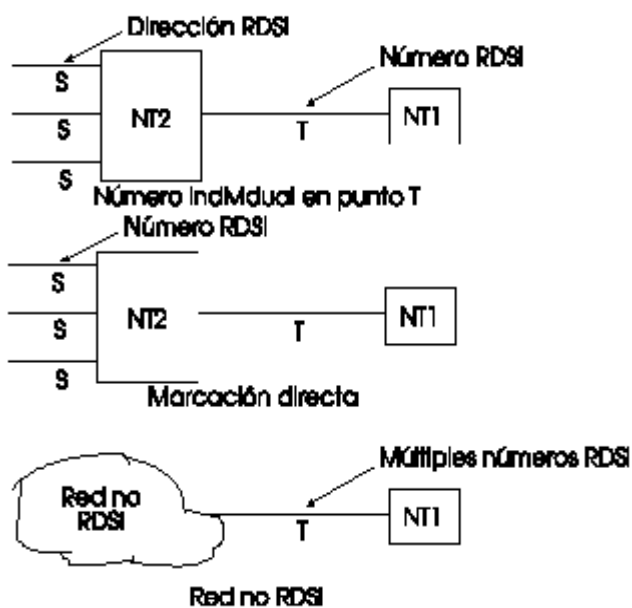 Dirección RDSI
Número RDSI
S
NT2
NT1
S
T
S
Número individual en punto T
Número RDSI
S
NT2
NT1
S
T
S
Marcación directa
Múltiples números RDSI
Red no
RDSI
NT1
T
Red no RDSI